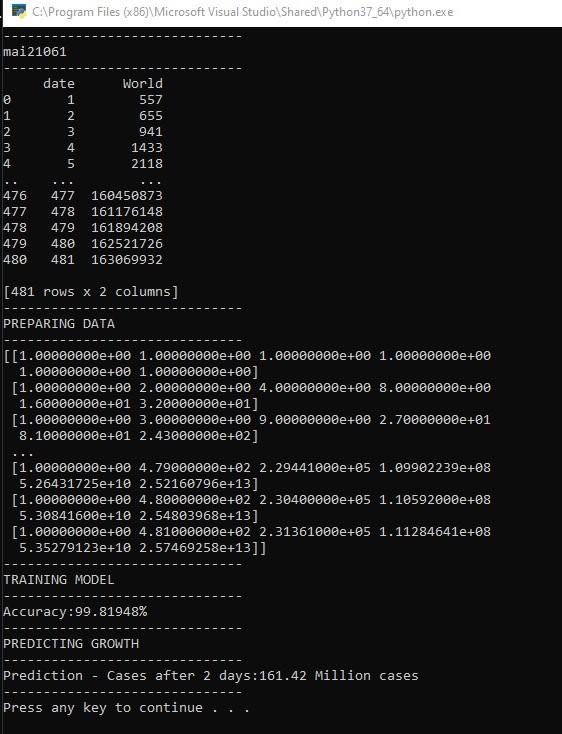 C:\Program Files (x86)\Microsoft Visual Studio\Shared\Python37_64\python.exe
------------------------------
mai21061
------------------------------
     date      World
0       1        557
1       2        655
2       3        941
3       4       1433
4       5       2118
..    ...        ...
476   477  160450873
477   478  161176148
478   479  161894208
479   480  162521726
480   481  163069932
[481 rows x 2 columns]
------------------------------
PREPARING DATA
------------------------------
[[1.00000000e+00 1.00000000e+00 1.00000000e+00 1.00000000e+00
  1.00000000e+00 1.00000000e+00]
 [1.00000000e+00 2.00000000e+00 4.00000000e+00 8.00000000e+00
  1.60000000e+01 3.20000000e+01]
 [1.00000000e+00 3.00000000e+00 9.00000000e+00 2.70000000e+01
  8.10000000e+01 2.43000000e+02]
 ...
 [1.00000000e+00 4.79000000e+02 2.29441000e+05 1.09902239e+08
  5.26431725e+10 2.52160796e+13]
 [1.00000000e+00 4.80000000e+02 2.30400000e+05 1.10592000e+08
  5.30841600e+10 2.54803968e+13]
 [1.00000000e+00 4.81000000e+02 2.31361000e+05 1.11284641e+08
  5.35279123e+10 2.57469258e+13]]
------------------------------
TRAINING MODEL
------------------------------
Accuracy:99.81948%
------------------------------
PREDICTING GROWTH
------------------------------
Prediction - Cases after 2 days:161.42 Million cases
------------------------------
Press any key to continue . . .